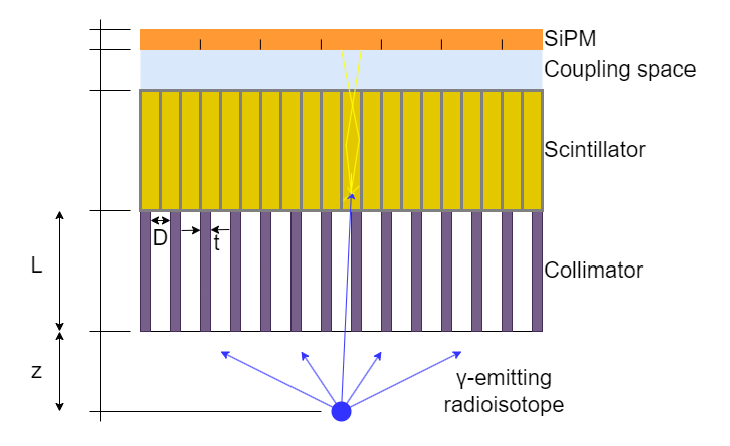 SiPM
Coupling space
Scintillator
D
t
L
Collimator
z
γ-emitting
radioisotope